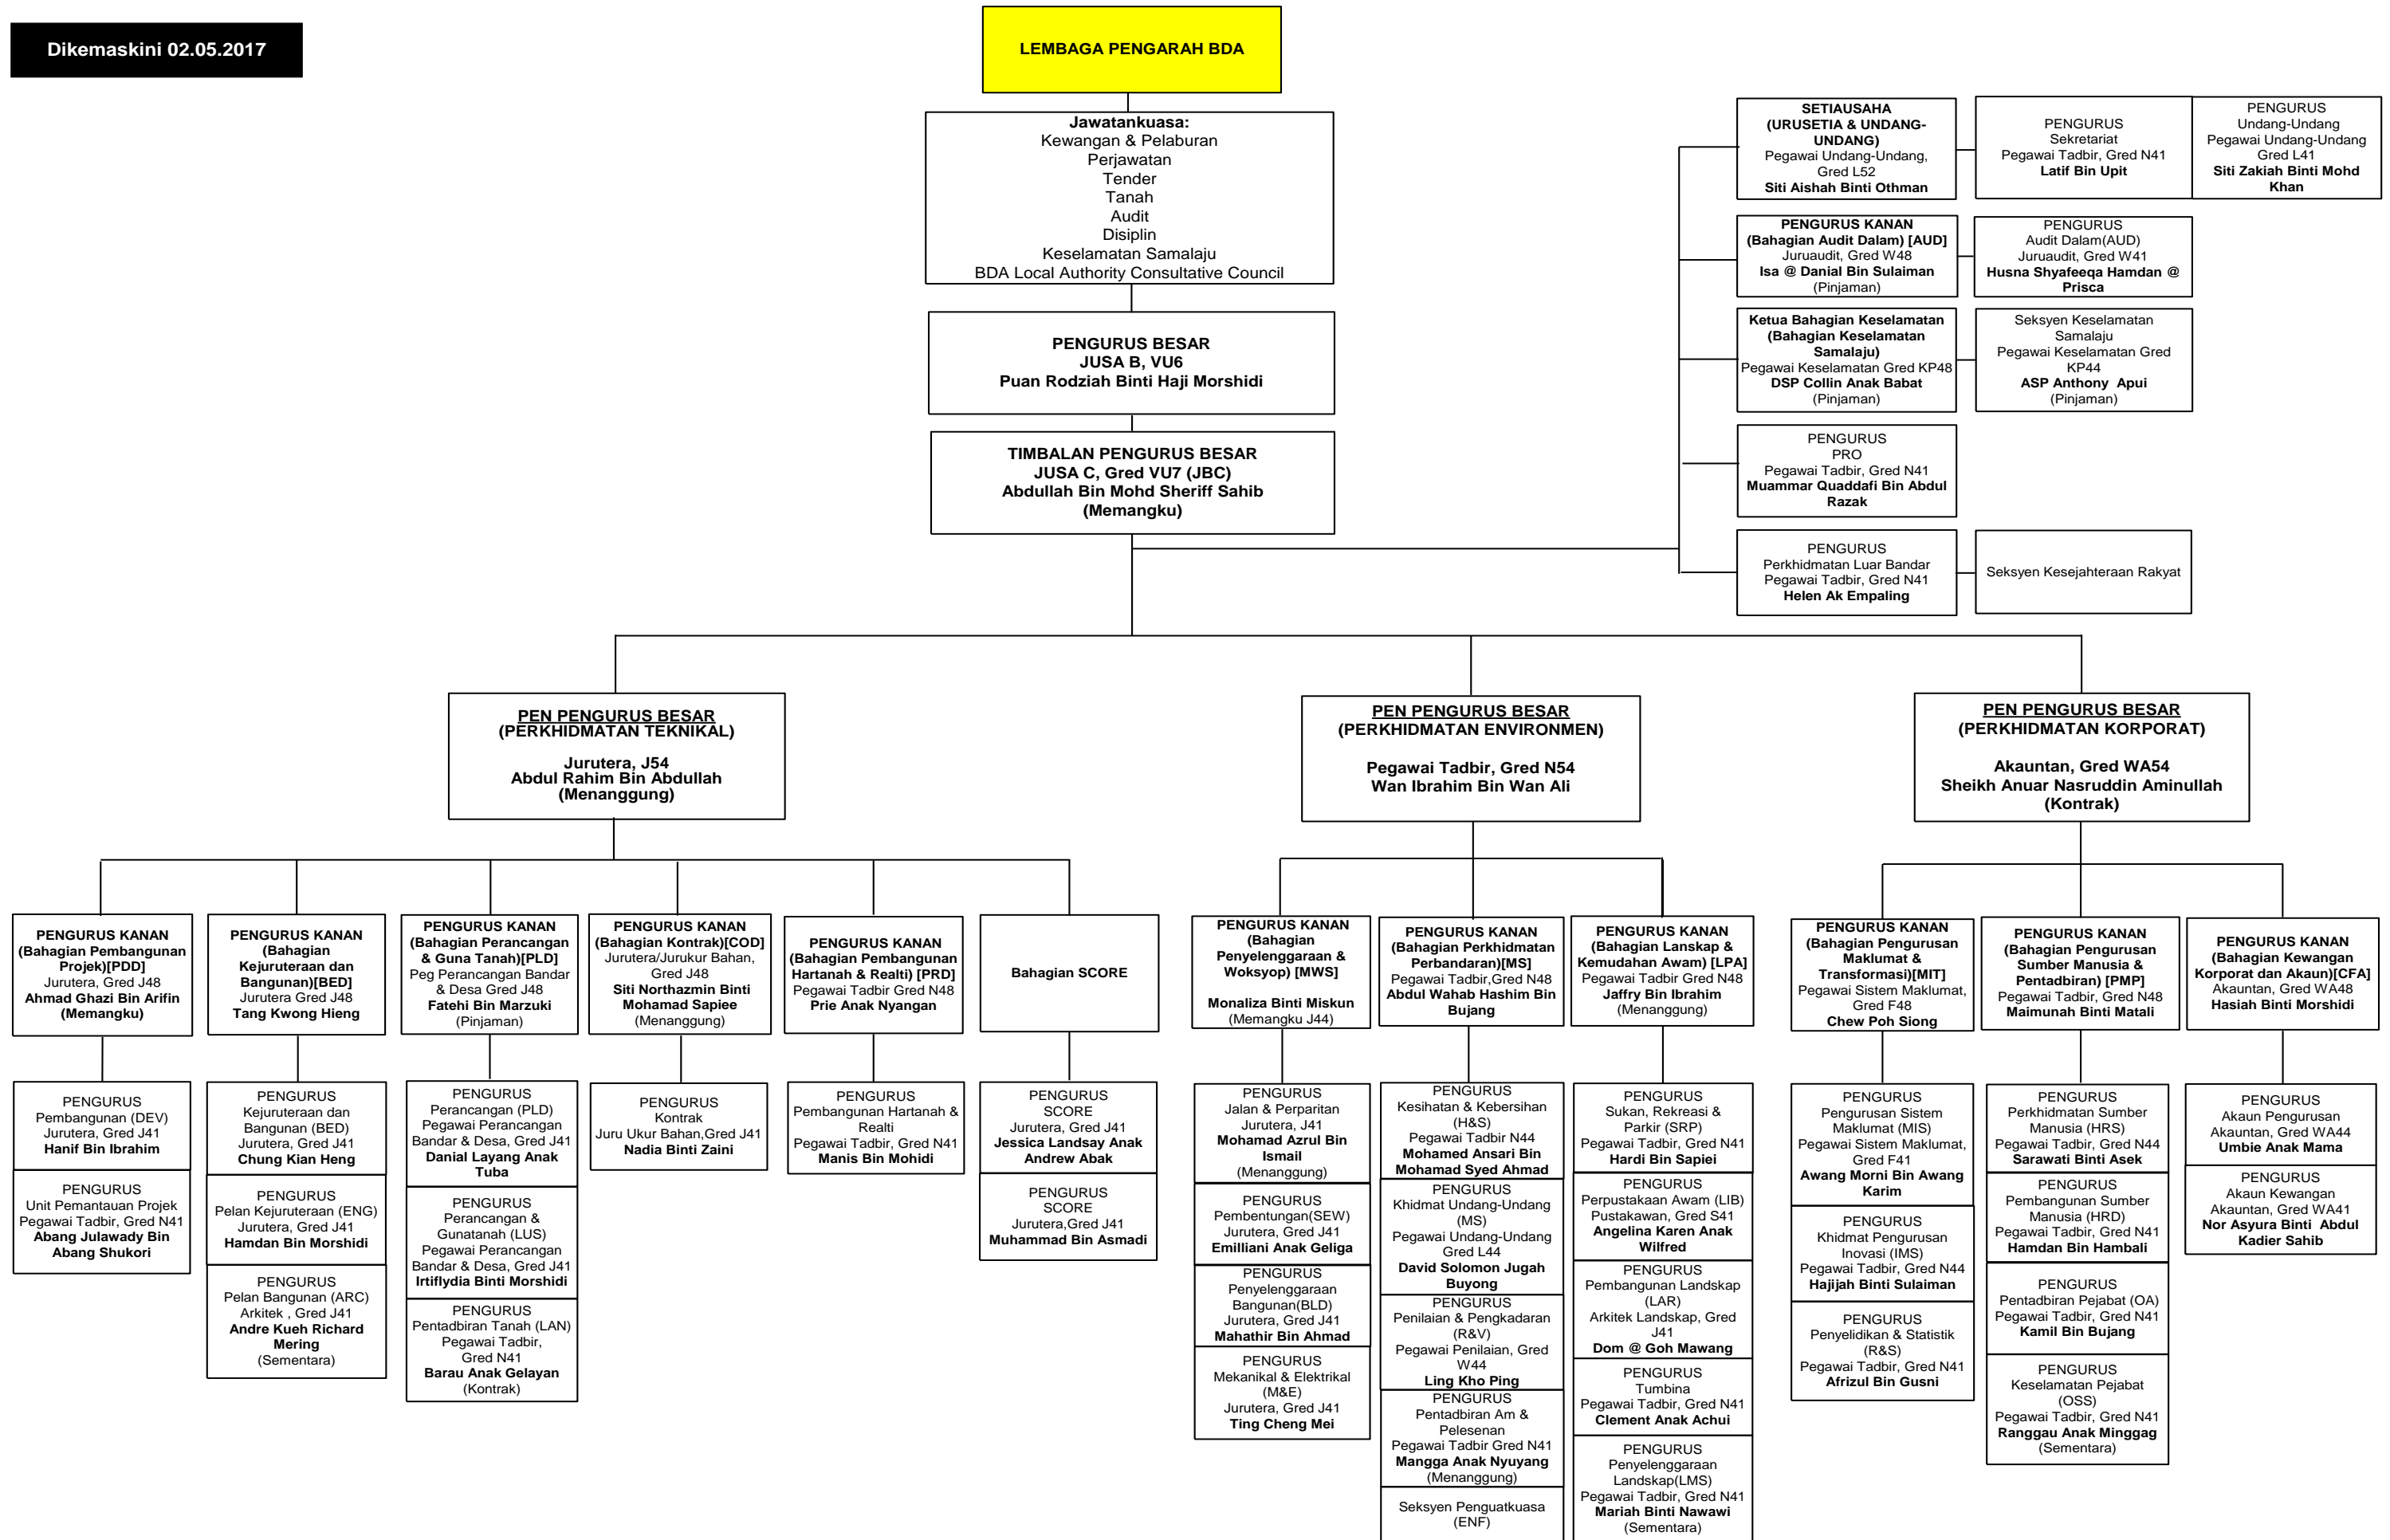 Dikemaskini 02.05.2017
LEMBAGA PENGARAH BDA
Jawatankuasa:
Kewangan & Pelaburan
Perjawatan
Tender
Tanah
Audit
Disiplin
Keselamatan Samalaju
BDA Local Authority Consultative Council
PENGURUS BESAR
JUSA B, VU6
Puan Rodziah Binti Haji Morshidi
TIMBALAN PENGURUS BESAR
JUSA C, Gred VU7 (JBC)
Abdullah Bin Mohd Sheriff Sahib
(Memangku)
SETIAUSAHA
(URUSETIA & UNDANG-
UNDANG)
Pegawai Undang-Undang,
Gred L52
Siti Aishah Binti Othman
PENGURUS
Sekretariat
Pegawai Tadbir, Gred N41
Latif Bin Upit
PENGURUS
Undang-Undang
Pegawai Undang-Undang
Gred L41
Siti Zakiah Binti Mohd
Khan
PENGURUS KANAN
(Bahagian Audit Dalam) [AUD]
Juruaudit, Gred W48
Isa @ Danial Bin Sulaiman
(Pinjaman)
PENGURUS
Audit Dalam(AUD)
Juruaudit, Gred W41
Husna Shyafeeqa Hamdan @
Prisca
Ketua Bahagian Keselamatan
(Bahagian Keselamatan
Samalaju)
Pegawai Keselamatan Gred KP48
DSP Collin Anak Babat
(Pinjaman)
Seksyen Keselamatan
Samalaju
Pegawai Keselamatan Gred
KP44
ASP Anthony  Apui
(Pinjaman)
PENGURUS
PRO
Pegawai Tadbir, Gred N41
Muammar Quaddafi Bin Abdul
Razak
PENGURUS
Perkhidmatan Luar Bandar
Pegawai Tadbir, Gred N41
Helen Ak Empaling
Seksyen Kesejahteraan Rakyat
PEN PENGURUS BESAR
(PERKHIDMATAN TEKNIKAL)
Jurutera, J54
Abdul Rahim Bin Abdullah
(Menanggung)
PEN PENGURUS BESAR
(PERKHIDMATAN ENVIRONMEN)
Pegawai Tadbir, Gred N54
Wan Ibrahim Bin Wan Ali
PEN PENGURUS BESAR
(PERKHIDMATAN KORPORAT)
Akauntan, Gred WA54
Sheikh Anuar Nasruddin Aminullah
(Kontrak)
PENGURUS KANAN
(Bahagian Pembangunan
Projek)[PDD]
Jurutera, Gred J48
Ahmad Ghazi Bin Arifin
(Memangku)
PENGURUS KANAN
(Bahagian
Kejuruteraan dan
Bangunan)[BED]
Jurutera Gred J48
Tang Kwong Hieng
PENGURUS KANAN
(Bahagian Perancangan
& Guna Tanah)[PLD]
Peg Perancangan Bandar
& Desa Gred J48
Fatehi Bin Marzuki
(Pinjaman)
PENGURUS KANAN
(Bahagian Kontrak)[COD]
Jurutera/Jurukur Bahan,
Gred J48
Siti Northazmin Binti
Mohamad Sapiee
(Menanggung)
PENGURUS KANAN
(Bahagian Pembangunan
Hartanah & Realti) [PRD]
Pegawai Tadbir Gred N48
Prie Anak Nyangan
Bahagian SCORE
PENGURUS KANAN
(Bahagian
Penyelenggaraan &
Woksyop) [MWS]
Monaliza Binti Miskun
(Memangku J44)
PENGURUS KANAN
(Bahagian Perkhidmatan
Perbandaran)[MS]
Pegawai Tadbir,Gred N48
Abdul Wahab Hashim Bin
Bujang
PENGURUS KANAN
(Bahagian Lanskap &
Kemudahan Awam) [LPA]
Pegawai Tadbir Gred N48
Jaffry Bin Ibrahim
(Menanggung)
PENGURUS KANAN
(Bahagian Pengurusan
Maklumat &
Transformasi)[MIT]
Pegawai Sistem Maklumat,
Gred F48
Chew Poh Siong
PENGURUS KANAN
(Bahagian Pengurusan
Sumber Manusia &
Pentadbiran) [PMP]
Pegawai Tadbir, Gred N48
Maimunah Binti Matali
PENGURUS KANAN
(Bahagian Kewangan
Korporat dan Akaun)[CFA]
Akauntan, Gred WA48
Hasiah Binti Morshidi
PENGURUS
Pembangunan (DEV)
Jurutera, Gred J41
Hanif Bin Ibrahim
PENGURUS
Unit Pemantauan Projek
Pegawai Tadbir, Gred N41
Abang Julawady Bin
Abang Shukori
PENGURUS
Kejuruteraan dan
Bangunan (BED)
Jurutera, Gred J41
Chung Kian Heng
PENGURUS
Pelan Kejuruteraan (ENG)
Jurutera, Gred J41
Hamdan Bin Morshidi
PENGURUS
Pelan Bangunan (ARC)
Arkitek , Gred J41
Andre Kueh Richard
Mering
(Sementara)
PENGURUS
Perancangan (PLD)
Pegawai Perancangan
Bandar & Desa, Gred J41
Danial Layang Anak
Tuba
PENGURUS
Perancangan &
Gunatanah (LUS)
Pegawai Perancangan
Bandar & Desa, Gred J41
Irtiflydia Binti Morshidi
PENGURUS
Pentadbiran Tanah (LAN)
Pegawai Tadbir,
Gred N41
Barau Anak Gelayan
(Kontrak)
PENGURUS
Kontrak
Juru Ukur Bahan,Gred J41
Nadia Binti Zaini
PENGURUS
Pembangunan Hartanah &
Realti
Pegawai Tadbir, Gred N41
Manis Bin Mohidi
PENGURUS
SCORE
Jurutera, Gred J41
Jessica Landsay Anak
Andrew Abak
PENGURUS
SCORE
Jurutera,Gred J41
Muhammad Bin Asmadi
PENGURUS
Jalan & Perparitan
Jurutera, J41
Mohamad Azrul Bin
Ismail
(Menanggung)
PENGURUS
Pembentungan(SEW)
Jurutera, Gred J41
Emilliani Anak Geliga
PENGURUS
Penyelenggaraan
Bangunan(BLD)
Jurutera, Gred J41
Mahathir Bin Ahmad
PENGURUS
Mekanikal & Elektrikal
(M&E)
Jurutera, Gred J41
Ting Cheng Mei
PENGURUS
Kesihatan & Kebersihan
(H&S)
Pegawai Tadbir N44
Mohamed Ansari Bin
Mohamad Syed Ahmad
PENGURUS
Khidmat Undang-Undang
(MS)
Pegawai Undang-Undang
Gred L44
David Solomon Jugah
Buyong
PENGURUS
Penilaian & Pengkadaran
(R&V)
Pegawai Penilaian, Gred
W44
Ling Kho Ping
PENGURUS
Pentadbiran Am &
Pelesenan
Pegawai Tadbir Gred N41
Mangga Anak Nyuyang
(Menanggung)
Seksyen Penguatkuasa
(ENF)
PENGURUS
Sukan, Rekreasi &
Parkir (SRP)
Pegawai Tadbir, Gred N41
Hardi Bin Sapiei
PENGURUS
Perpustakaan Awam (LIB)
Pustakawan, Gred S41
Angelina Karen Anak
Wilfred
PENGURUS
Pembangunan Landskap
(LAR)
Arkitek Landskap, Gred
J41
Dom @ Goh Mawang
PENGURUS
Tumbina
Pegawai Tadbir, Gred N41
Clement Anak Achui
PENGURUS
Penyelenggaraan
Landskap(LMS)
Pegawai Tadbir, Gred N41
Mariah Binti Nawawi
(Sementara)
PENGURUS
Pengurusan Sistem
Maklumat (MIS)
Pegawai Sistem Maklumat,
Gred F41
Awang Morni Bin Awang
Karim
PENGURUS
Khidmat Pengurusan
Inovasi (IMS)
Pegawai Tadbir, Gred N44
Hajijah Binti Sulaiman
PENGURUS
Penyelidikan & Statistik
(R&S)
Pegawai Tadbir, Gred N41
Afrizul Bin Gusni
PENGURUS
Perkhidmatan Sumber
Manusia (HRS)
Pegawai Tadbir, Gred N44
Sarawati Binti Asek
PENGURUS
Pembangunan Sumber
Manusia (HRD)
Pegawai Tadbir, Gred N41
Hamdan Bin Hambali
PENGURUS
Pentadbiran Pejabat (OA)
Pegawai Tadbir, Gred N41
Kamil Bin Bujang
PENGURUS
Keselamatan Pejabat
(OSS)
Pegawai Tadbir, Gred N41
Ranggau Anak Minggag
(Sementara)
PENGURUS
Akaun Pengurusan
Akauntan, Gred WA44
Umbie Anak Mama
PENGURUS
Akaun Kewangan
Akauntan, Gred WA41
Nor Asyura Binti  Abdul
Kadier Sahib